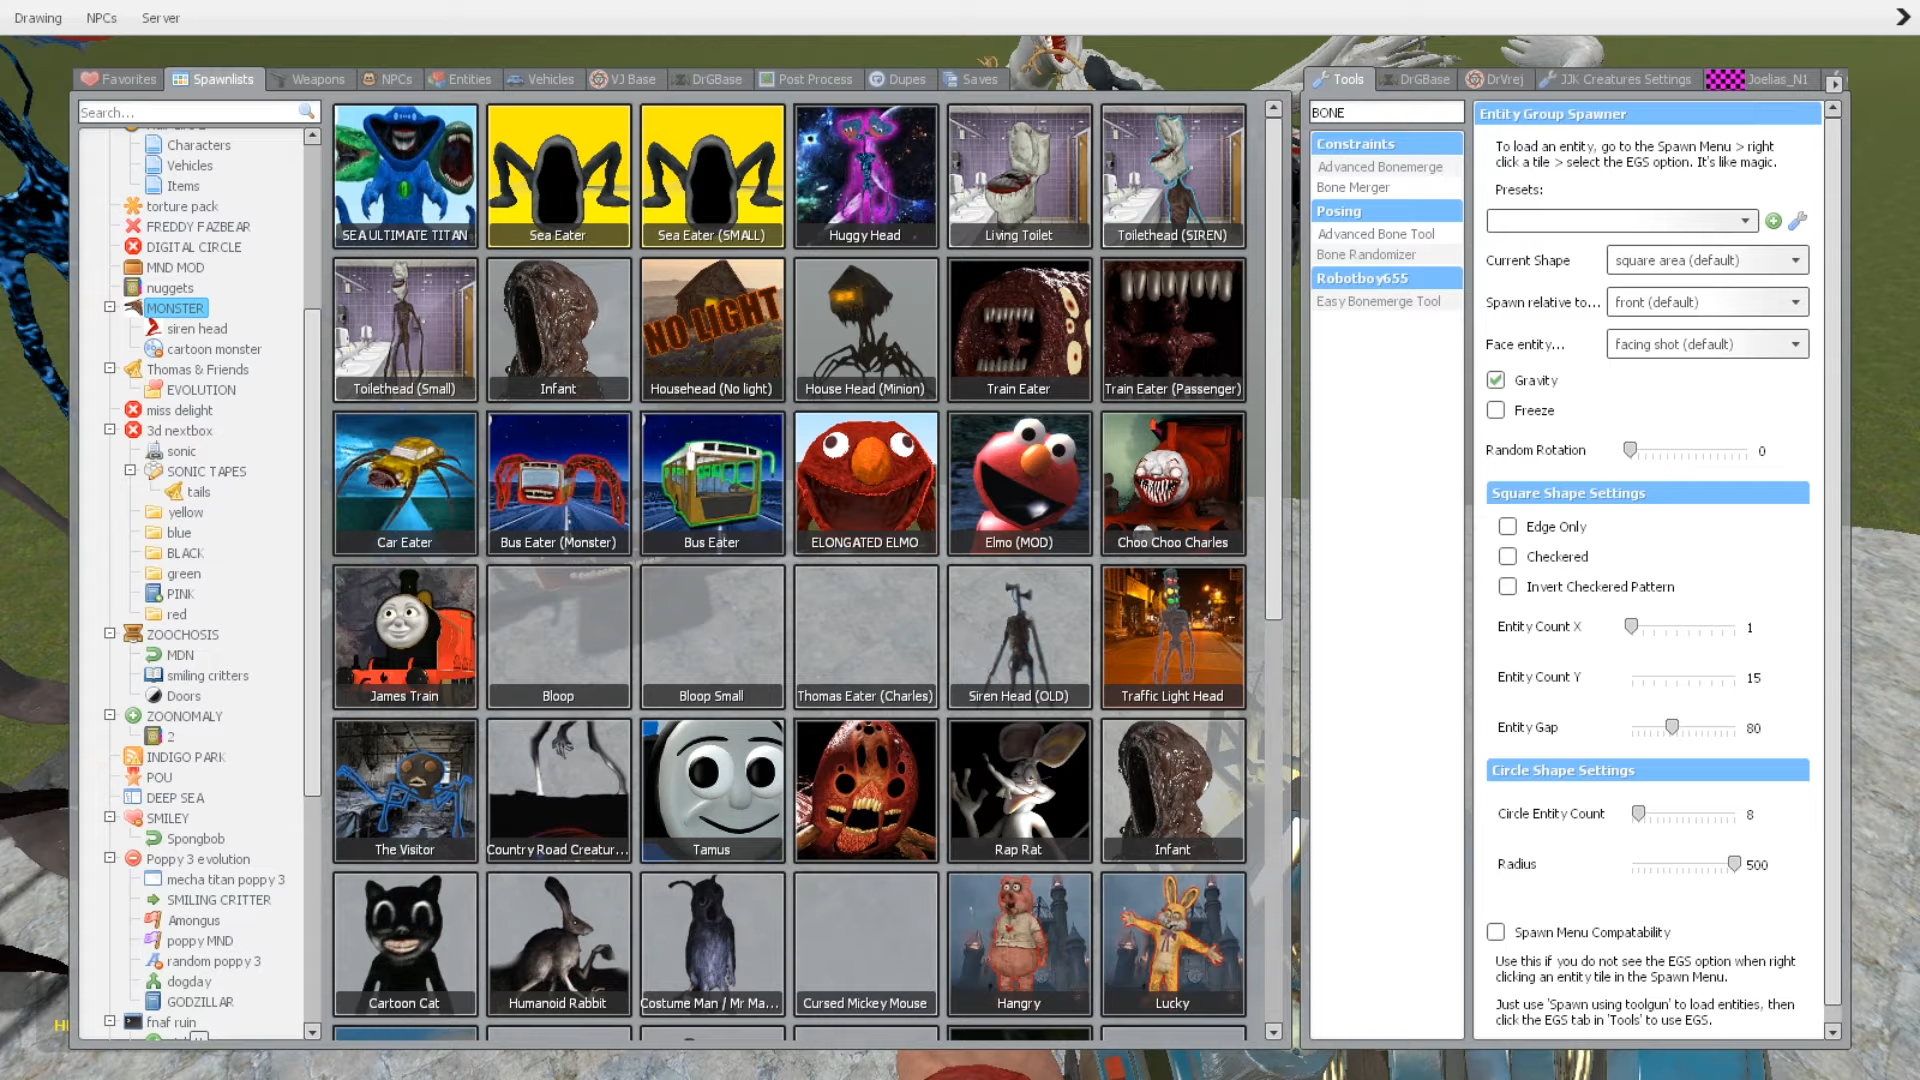 Drawing NPCs Server
Favorites Spawnlists Weapons NPCs Entities Vehicles VJ Base DrGBase Post Process Dupes Saves
Search...
Characters
Vehicles
Items
torture pack
FREDDY FAZBEAR
DIGITAL CIRCLE
MND MOD
nuggets
MONSTER
siren head
cartoon monster
Thomas & Friends
EVOLUTION
miss delight
3d nextbox
sonic
SONIC TAPES
tails
yellow
blue
BLACK
green
PINK
red
ZOOCHOSIS
MDN
smiling critters
Doors
ZOONOMALY
2
INDIGO PARK
POU
DEEP SEA
SMILEY
Spongbob
Poppy 3 evolution
mecha titan poppy 3
SMILING CRITTER
Amongus
poppy MND
random poppy 3
dogday
GODZILLAR
fnaf ruin
SEA ULTIMATE TITAN
Sea Eater
Sea Eater (SMALL)
Huggy Head
Living Toilet
Toilethead (SIREN)
Toilethead (Small)
Infant
NO LIGHT
Househead (No light)
House Head (Minion)
Train Eater
Train Eater (Passenger)
Car Eater
Bus Eater (Monster)
Bus Eater
ELONGATED ELMO
Elmo (MOD)
Choo Choo Charles
James Train
Bloop
Bloop Small
Thomas Eater (Charles)
Siren Head (OLD)
Traffic Light Head
The Visitor
Country Road Creatur...
Tamus
Rap Rat
Infant
Cartoon Cat
Humanoid Rabbit
Costume Man / Mr Ma...
Cursed Mickey Mouse
Hangry
Lucky
Tools DrGBase DrVrej JJK Creatures Settings Joelias_N1
BONE
Constraints
Advanced Bonemerge
Bone Merger
Posing
Advanced Bone Tool
Bone Randomizer
Robotboy655
Easy Bonemerge Tool
Entity Group Spawner
To load an entity, go to the Spawn Menu > right
click a tile > select the EGS option. It's like magic.
Presets:
Current Shape square area (default)
Spawn relative to... front (default)
Face entity... facing shot (default)
Gravity
Freeze
Random Rotation 0
Square Shape Settings
Edge Only
Checkered
Invert Checkered Pattern
Entity Count X 1
Entity Count Y 15
Entity Gap 80
Circle Shape Settings
Circle Entity Count 8
Radius 500
Spawn Menu Compatability
Use this if you do not see the EGS option when right
clicking an entity tile in the Spawn Menu.
Just use 'Spawn using toolgun' to load entities, then
click the EGS tab in 'Tools' to use EGS.